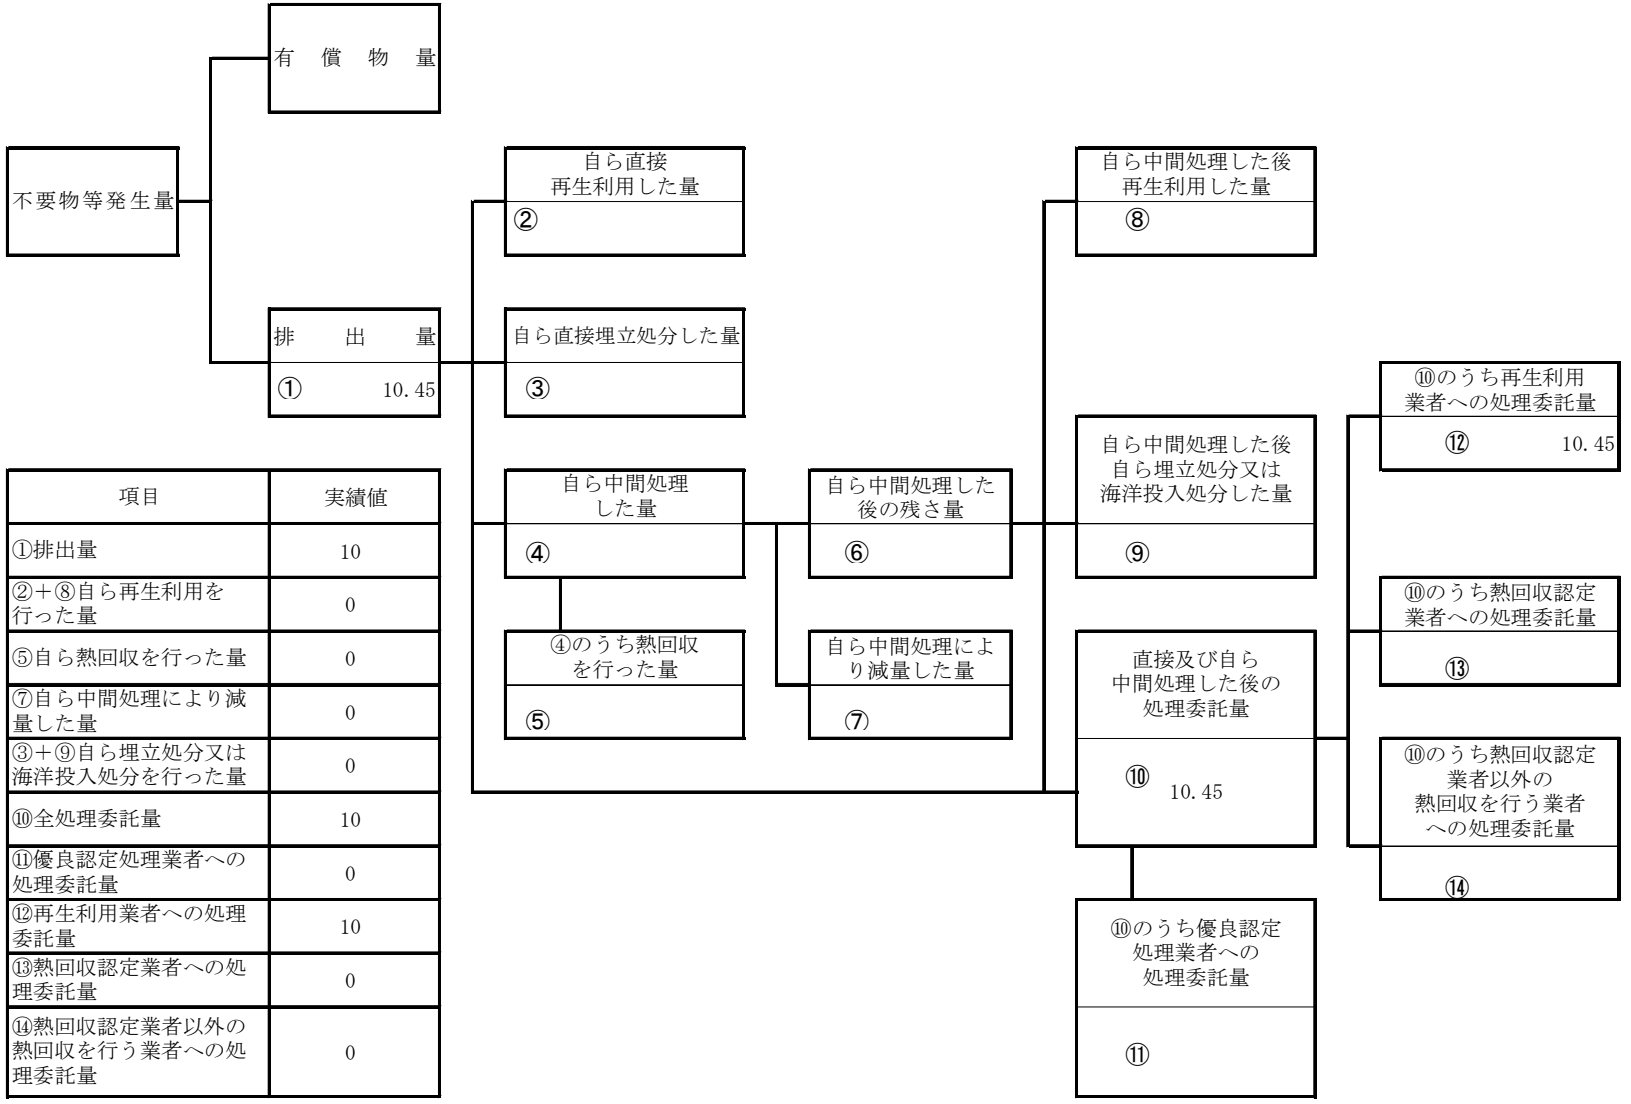 有償物量
不要物等発生量
自ら直接
再生利用した量
②
自ら中間処理した後
再生利用した量
⑧
排出量
① 10.45
自ら直接埋立処分した量
③
⑩のうち再生利用
業者への処理委託量
⑫ 10.45
自ら中間処理した後
自ら埋立処分又は
海洋投入処分した量
⑨
自ら中間処理
した量
④
自ら中間処理した
後の残さ量
⑥
④のうち熱回収
を行った量
⑤
自ら中間処理によ
り減量した量
⑦
直接及び自ら
中間処理した後の
処理委託量
⑩ 10.45
⑩のうち熱回収認定
業者への処理委託量
⑬
⑩のうち熱回収認定
業者以外の
熱回収を行う業者
への処理委託量
⑭
⑩のうち優良認定
処理業者への
処理委託量
⑪
項目 実績値
①排出量 10
②＋⑧自ら再生利用を
行った量 0
⑤自ら熱回収を行った量 0
⑦自ら中間処理により減
量した量 0
③＋⑨自ら埋立処分又は
海洋投入処分を行った量 0
⑩全処理委託量 10
⑪優良認定処理業者への
処理委託量 0
⑫再生利用業者への処理
委託量 10
⑬熱回収認定業者への処
理委託量 0
⑭熱回収認定業者以外の
熱回収を行う業者への処
理委託量 0